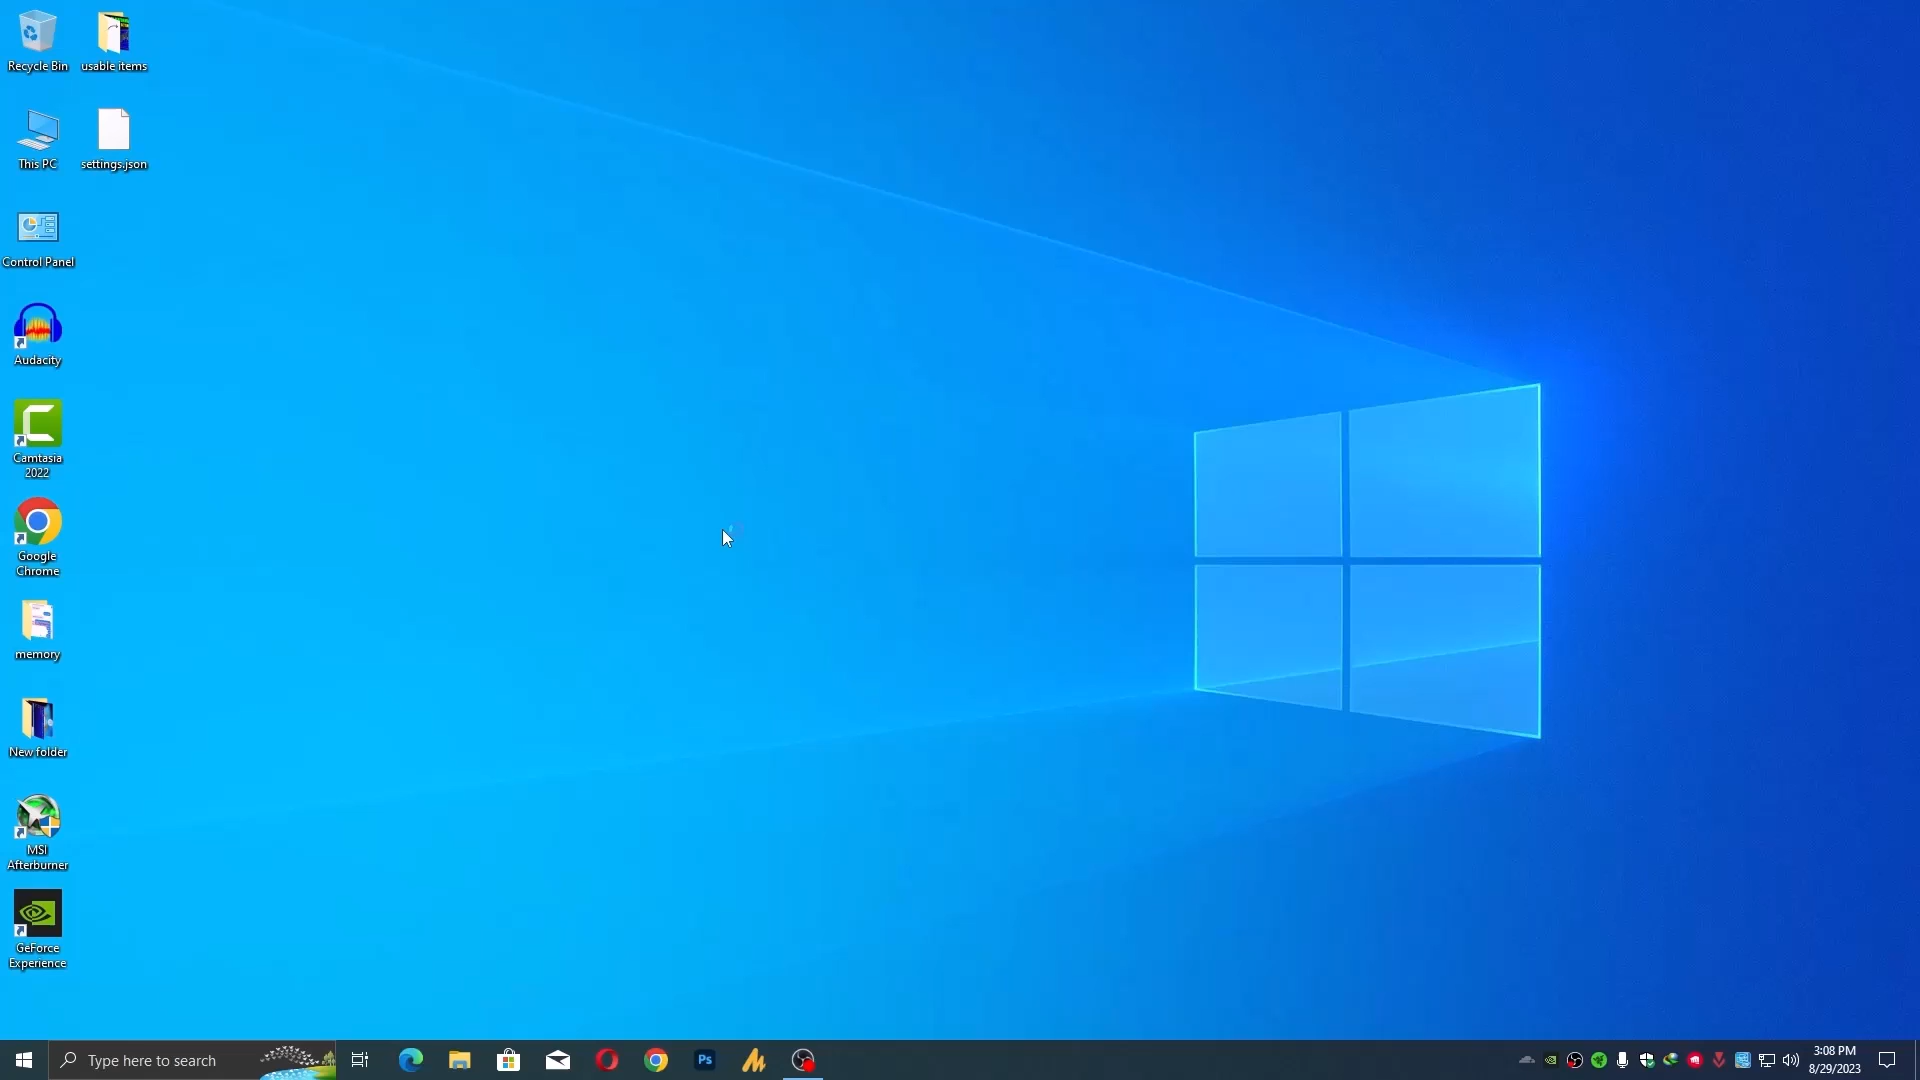 Recycle Bin
usable items
This PC
settings.json
Control Panel
Audacity
Camtasia
2022
Google
Chrome
memory
New folder
MSI
Afterburner
GeForce
Experience
Type here to search
Ps
3:08 PM
8/29/2023